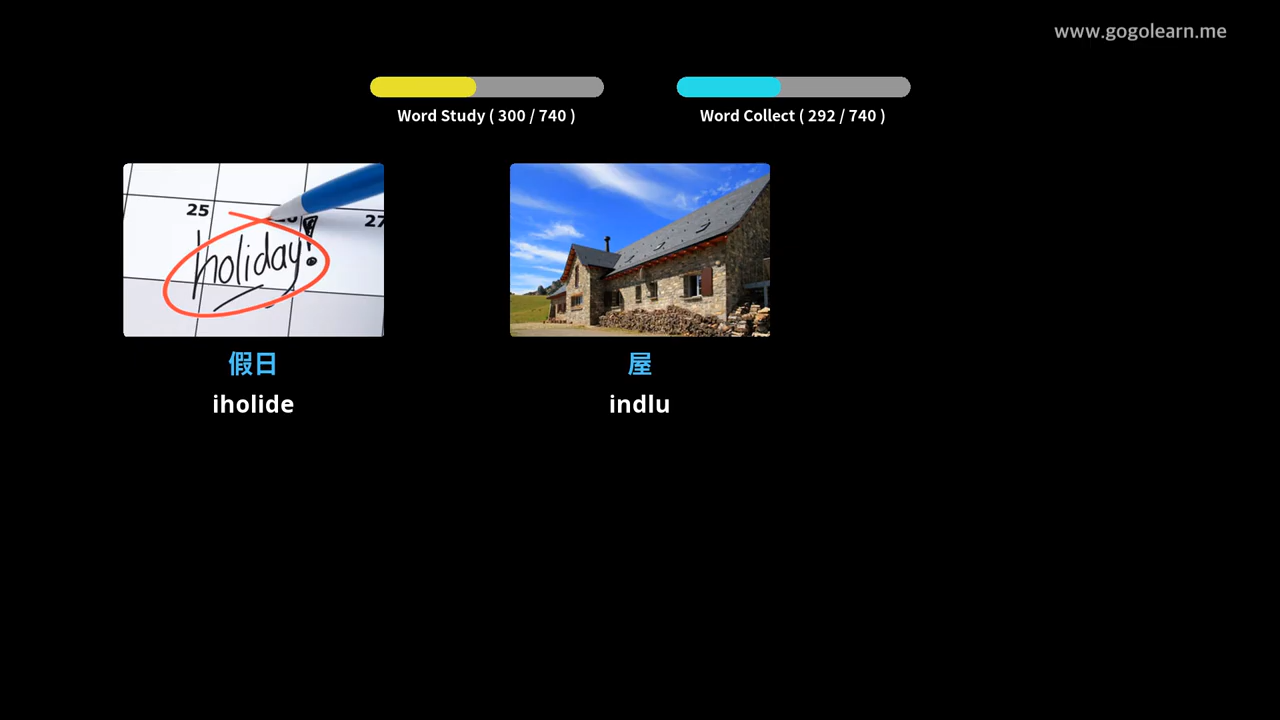 www.gogolearn.me
Word Study ( 300 / 740 )
Word Collect ( 292 / 740 )
25
27
holiday!
假日
屋
iholide
indlu